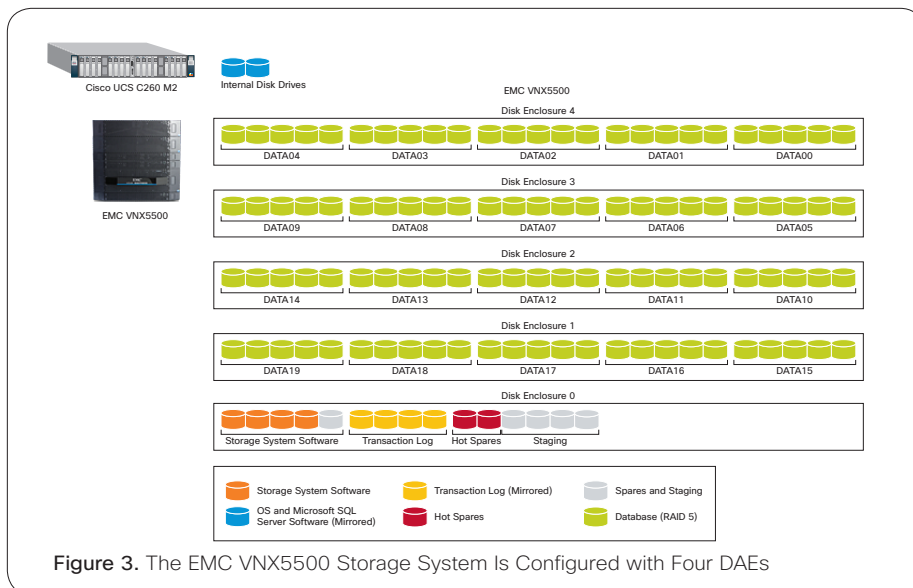 Cisco UCS C260 M2
Internal Disk Drives
EMC VNX5500
EMC VNX5500
Disk Enclosure 4
DATA04 DATA03 DATA02 DATA01 DATA00
Disk Enclosure 3
DATA09 DATA08 DATA07 DATA06 DATA05
Disk Enclosure 2
DATA14 DATA13 DATA12 DATA11 DATA10
Disk Enclosure 1
DATA19 DATA18 DATA17 DATA16 DATA15
Disk Enclosure 0
Storage System Software Transaction Log Hot Spares Staging
Storage System Software Transaction Log (Mirrored) Spares and Staging
OS and Microsoft SQL Hot Spares Database (RAID 5)
Server Software (Mirrored)
Figure 3. The EMC VNX5500 Storage System Is Configured with Four DAEs